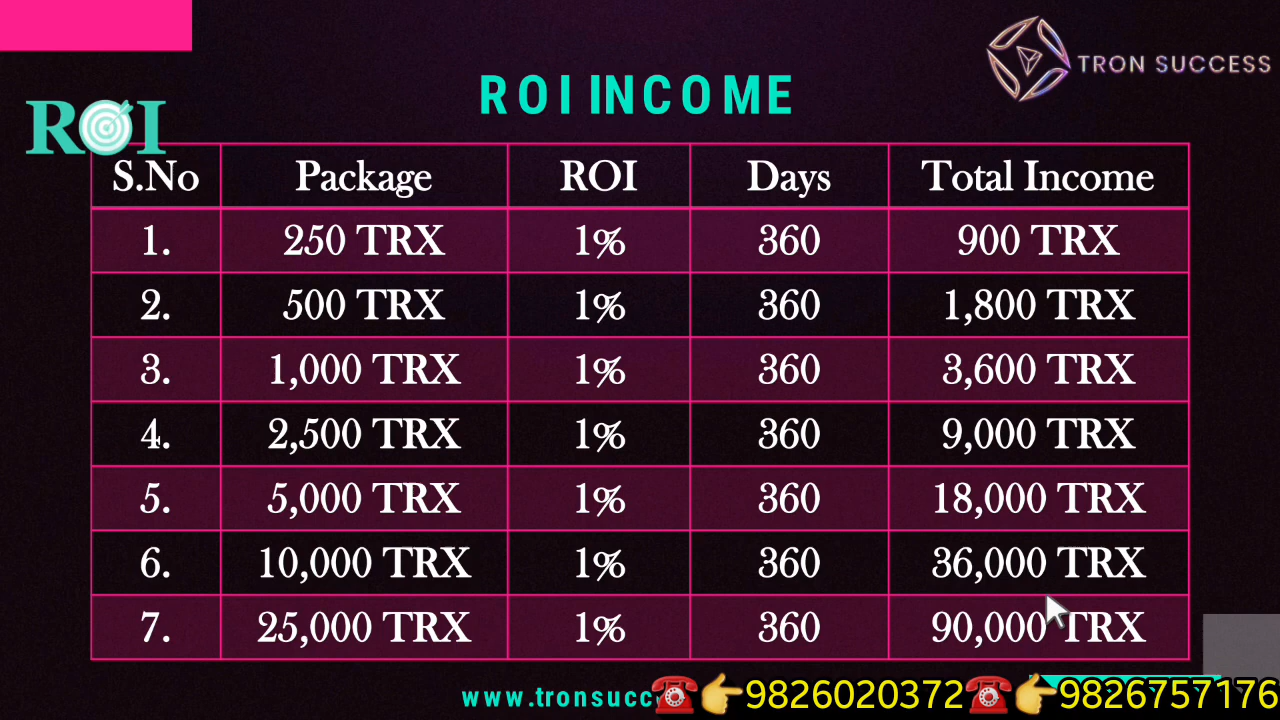 TRON SUCCESS
ROI INCOME
ROI
S.No Package ROI Days Total Income
1. 250 TRX 1% 360 900 TRX
2. 500 TRX 1% 360 1,800 TRX
3. 1,000 TRX 1% 360 3,600 TRX
4. 2,500 TRX 1% 360 9,000 TRX
5. 5,000 TRX 1% 360 18,000 TRX
6. 10,000 TRX 1% 360 36,000 TRX
7. 25,000 TRX 1% 360 90,000 TRX
www.tronsucc
☎️👉9826020372☎️👉9826757176